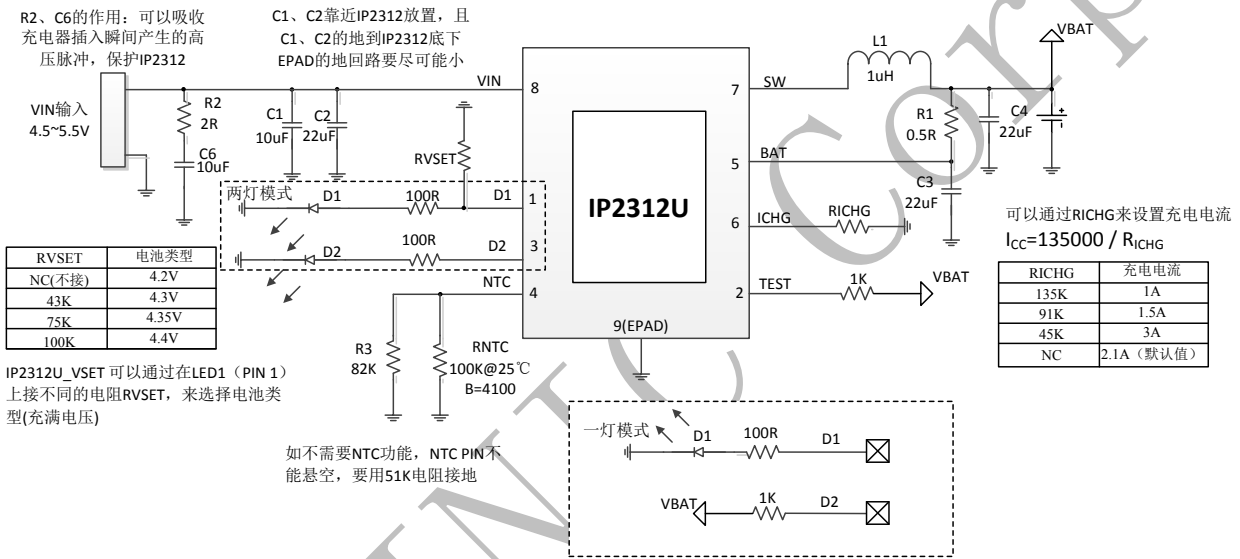 R2、C6的作用：可以吸收
充电器插入瞬间产生的高
压脉冲，保护IP2312
C1、C2靠近IP2312放置，且
C1、C2的地到IP2312底下
EPAD的地回路要尽可能小
VIN输入
4.5~5.5V
R2
2R
C6
10uF
C1
10uF
C2
22uF
VIN
8
RVSET
两灯模式
D1
100R
D1
1
D2
100R
D2
3
NTC
4
IP2312U
9(EPAD)
7
SW
L1
1uH
VBAT
R1
0.5R
C4
22uF
+
5
BAT
C3
22uF
6
ICHG
RICHG
2
TEST
1K
VBAT
R3
82K
RNTC
100K@25℃
B=4100
RVSET 电池类型
NC(不接) 4.2V
43K 4.3V
75K 4.35V
100K 4.4V
IP2312U_VSET 可以通过在LED1（PIN 1）
上接不同的电阻RVSET，来选择电池类
型(充满电压)
可以通过RICHG来设置充电电流
ICC=135000 / RICHG
RICHG 充电电流
135K 1A
91K 1.5A
45K 3A
NC 2.1A（默认值）
如不需要NTC功能，NTC PIN不
能悬空，要用51K电阻接地
一灯模式
D1
100R
D1
VBAT
1K
D2